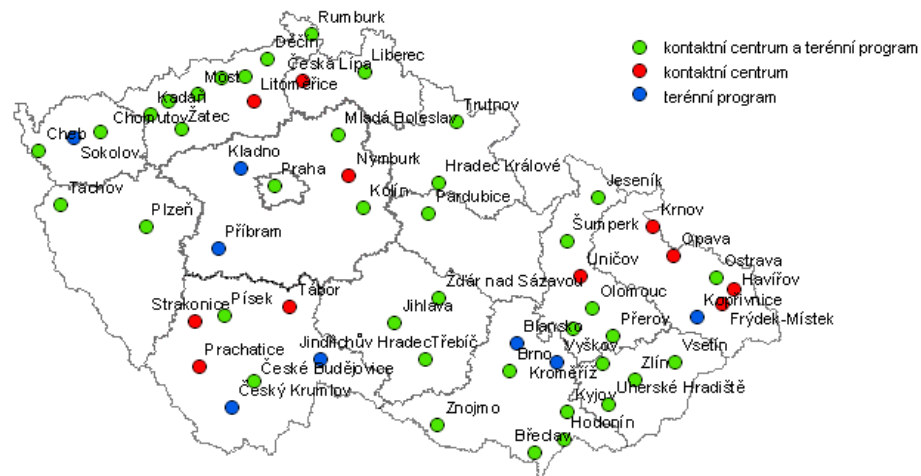 Rumburk
Děčín
Liberec
kontaktní centrum a terénní program
Česká Lípa
Most
Litoměřice
kontaktní centrum
Kadaň
terénní program
Chomutov
Žatec
Mladá Boleslav
Trutnov
Cheb
Sokolov
Kladno
Praha
Nymburk
Hradec Králové
Jeseník
Tachov
Kolín
Pardubice
Plzeň
Krnov
Příbram
Šumperk
Opava
Uničov
Ostrava
Havířov
Žďár nad Sázavou
Olomouc
Kopřivnice
Strakonice
Písek
Tábor
Jihlava
Frýdek-Místek
Blansko
Přerov
Prachatice
Jindřichův Hradec
Třebíč
Brno
Vyškov
Vsetín
České Budějovice
Kroměříž
Zlín
Český Krumlov
Uherské Hradiště
Kyjov
Znojmo
Hodonín
Břeclav